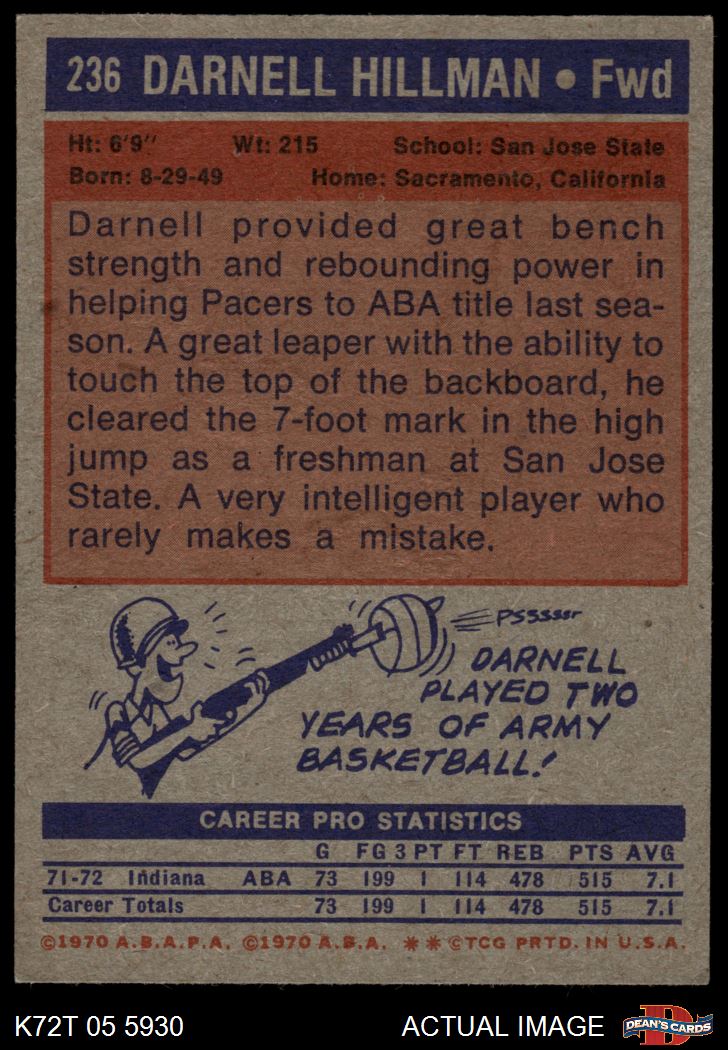 236 DARNELL HILLMAN • Fwd
Ht: 6'9" Wt: 215 School: San Jose State
Born: 8-29-49 Home: Sacramento, California
Darnell provided great bench
strength and rebounding power in
helping Pacers to ABA title last sea-
son. A great leaper with the ability to
touch the top of the backboard, he
cleared the 7-foot mark in the high
jump as a freshman at San Jose
State. A very intelligent player who
rarely makes a mistake.
PSSSSSST
DARNELL
PLAYED TWO
YEARS OF ARMY
BASKETBALL!
CAREER PRO STATISTICS
G FG 3 PT FT REB PTS AVG
71-72 Indiana ABA 73 199 1 114 478 515 7.1
Career Totals 73 199 1 114 478 515 7.1
©1970 A.B.A.P.A. ©1970 A.B.A. ** ©TCG PRTD. IN U.S.A.
K72T 05 5930 ACTUAL IMAGE D DEAN'S CARDS